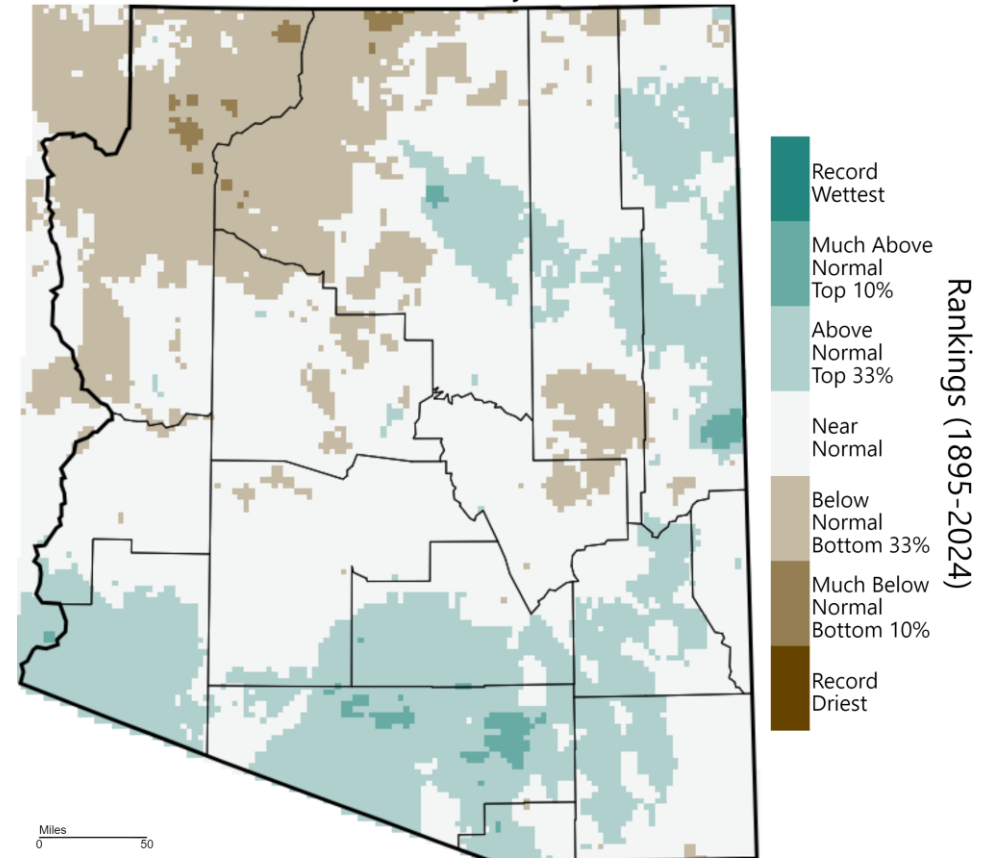 Record
Wettest
Much Above
Normal
Top 10%
Above
Normal
Top 33%
Near
Normal
Below
Normal
Bottom 33%
Much Below
Normal
Bottom 10%
Record
Driest
Rankings (1895-2024)
Miles
0 50